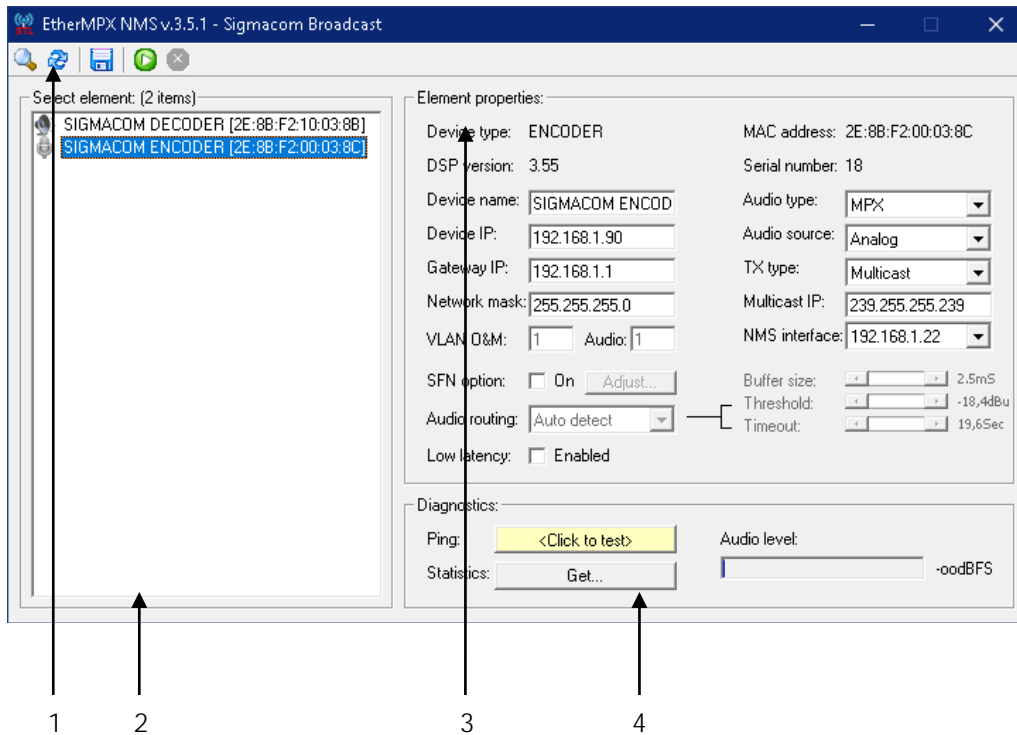 EtherMPX NMS v.3.5.1 - Sigmacom Broadcast
STL
Select element: (2 items)
SIGMACOM DECODER [2E:8B:F2:10:03:8B]
SIGMACOM ENCODER [2E:8B:F2:00:03:8C]
Element properties:
Device type: ENCODER MAC address: 2E:8B:F2:00:03:8C
DSP version: 3.55 Serial number: 18
Device name: SIGMACOM ENCOD Audio type: MPX
Device IP: 192.168.1.90 Audio source: Analog
Gateway IP: 192.168.1.1 TX type: Multicast
Network mask: 255.255.255.0 Multicast IP: 239.255.255.239
VLAN O&M: 1 Audio: 1 NMS interface: 192.168.1.22
SFN option: On Adjust... Buffer size: 2.5mS
Threshold: -18,4dBu
Audio routing: Auto detect Timeout: 19,6Sec
Low latency: Enabled
Diagnostics:
Ping: <Click to test> Audio level:
Statistics: Get... -oodBFS
1 2 3 4